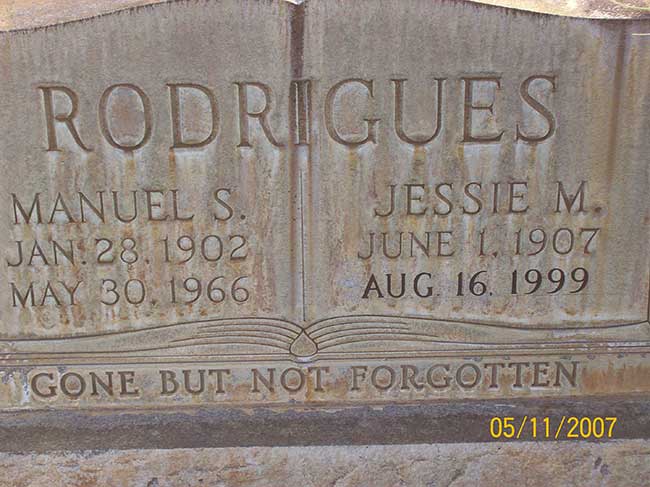 RODRIGUES
MANUEL S.
JAN. 28, 1902
MAY 30, 1966
JESSIE M.
JUNE 1, 1907
AUG. 16, 1999
GONE BUT NOT FORGOTTEN
05/11/2007